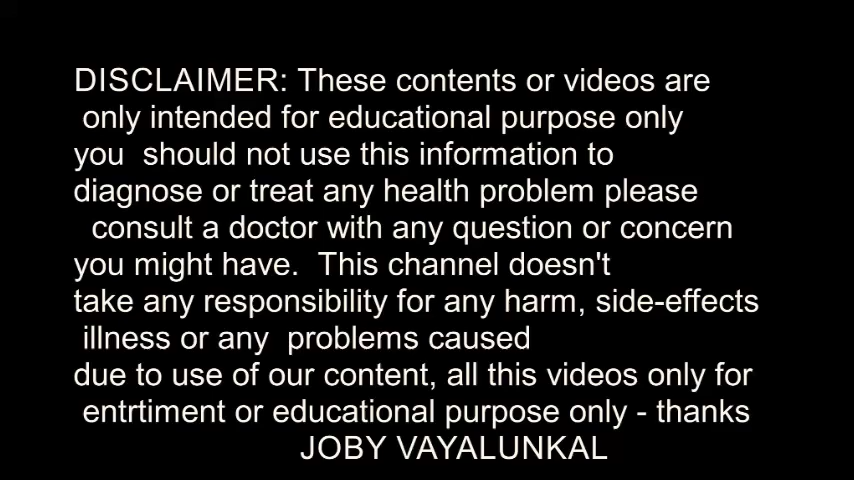 DISCLAIMER: These contents or videos are
only intended for educational purpose only
you should not use this information to
diagnose or treat any health problem please
consult a doctor with any question or concern
you might have. This channel doesn't
take any responsibility for any harm, side-effects
illness or any problems caused
due to use of our content, all this videos only for
entrtiment or educational purpose only - thanks
JOBY VAYALUNKAL